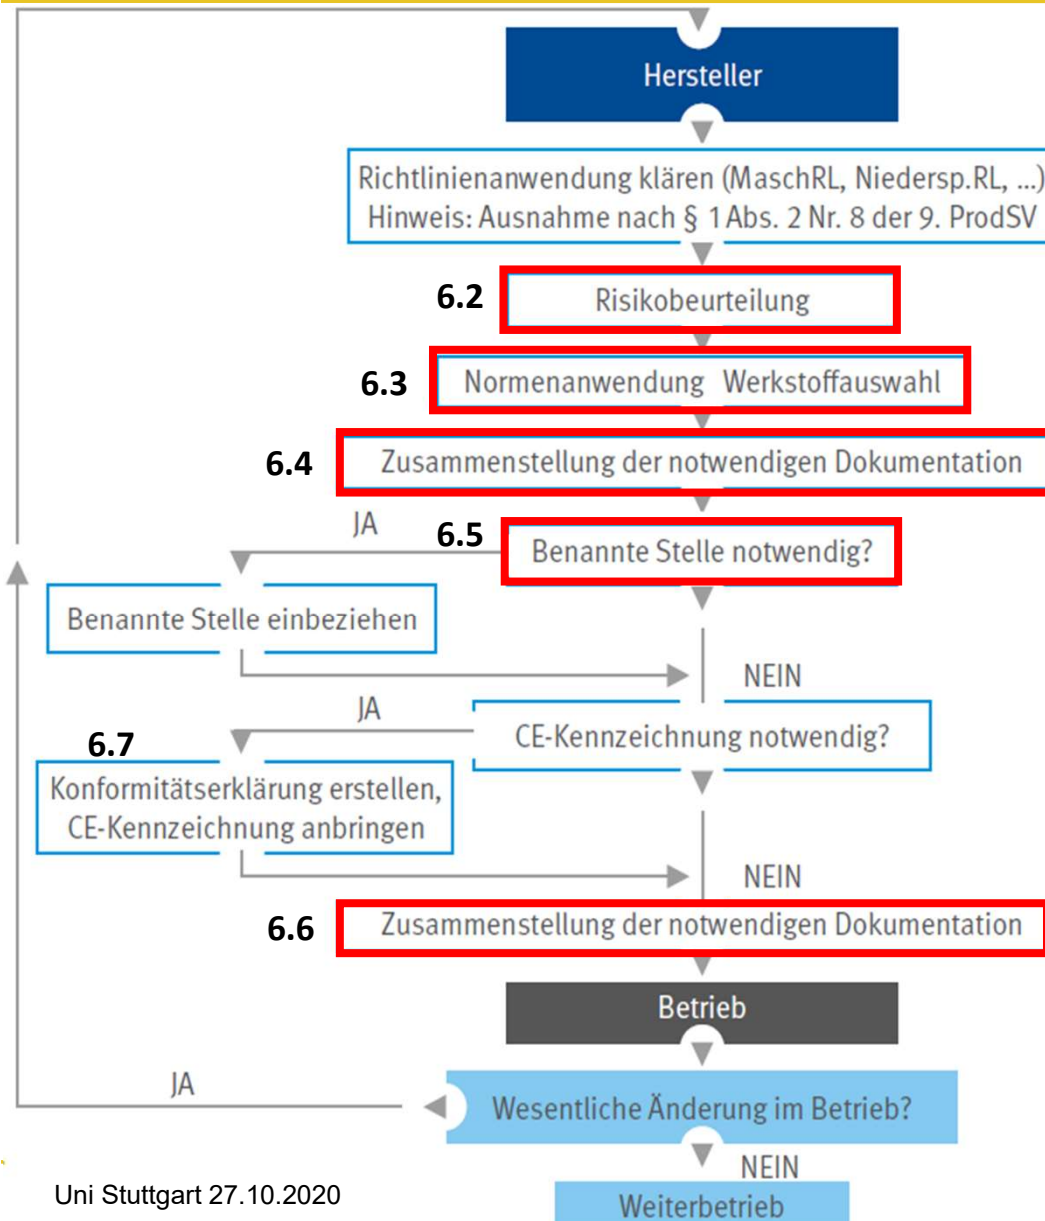 Hersteller
Richtlinienanwendung klären (MaschRL, Niedersp.RL, ...)
Hinweis: Ausnahme nach § 1 Abs. 2 Nr. 8 der 9. ProdSV
6.2 Risikobeurteilung
6.3 Normenanwendung Werkstoffauswahl
6.4 Zusammenstellung der notwendigen Dokumentation
JA
6.5 Benannte Stelle notwendig?
Benannte Stelle einbeziehen
NEIN
JA
CE-Kennzeichnung notwendig?
6.7
Konformitätserklärung erstellen,
CE-Kennzeichnung anbringen
NEIN
6.6 Zusammenstellung der notwendigen Dokumentation
Betrieb
JA
Wesentliche Änderung im Betrieb?
NEIN
Uni Stuttgart 27.10.2020
Weiterbetrieb